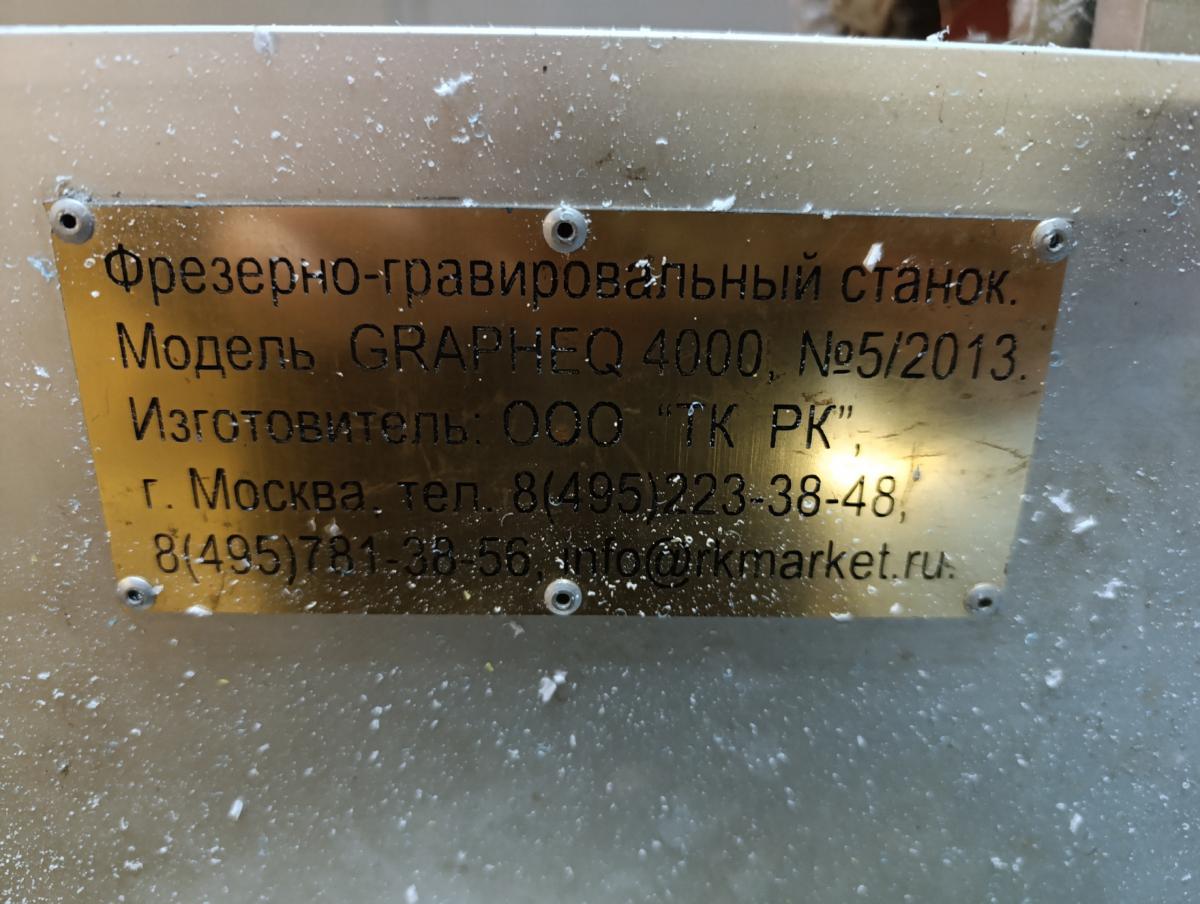 Фрезерно-гравировальный станок.
Модель GRAPHEQ 4000, №5/2013.
Изготовитель: ООО "ТК РК",
г. Москва, тел. 8(495)223-38-48,
8(495)781-38-56, info@rkmarket.ru.